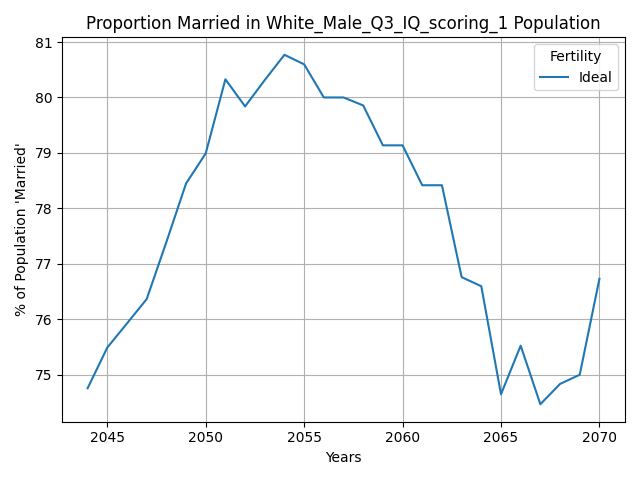 Proportion Married in White_Male_Q3_IQ_scoring_1 Population
Fertility
Ideal
% of Population 'Married'
81
80
79
78
77
76
75
2045 2050 2055 2060 2065 2070
Years